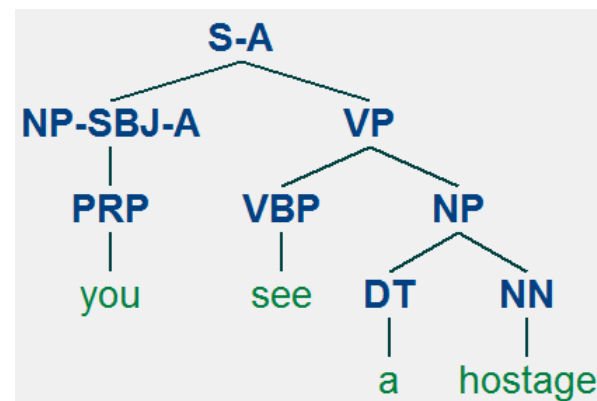 S-A
NP-SBJ-A VP
PRP VBP NP
you see DT NN
a hostage